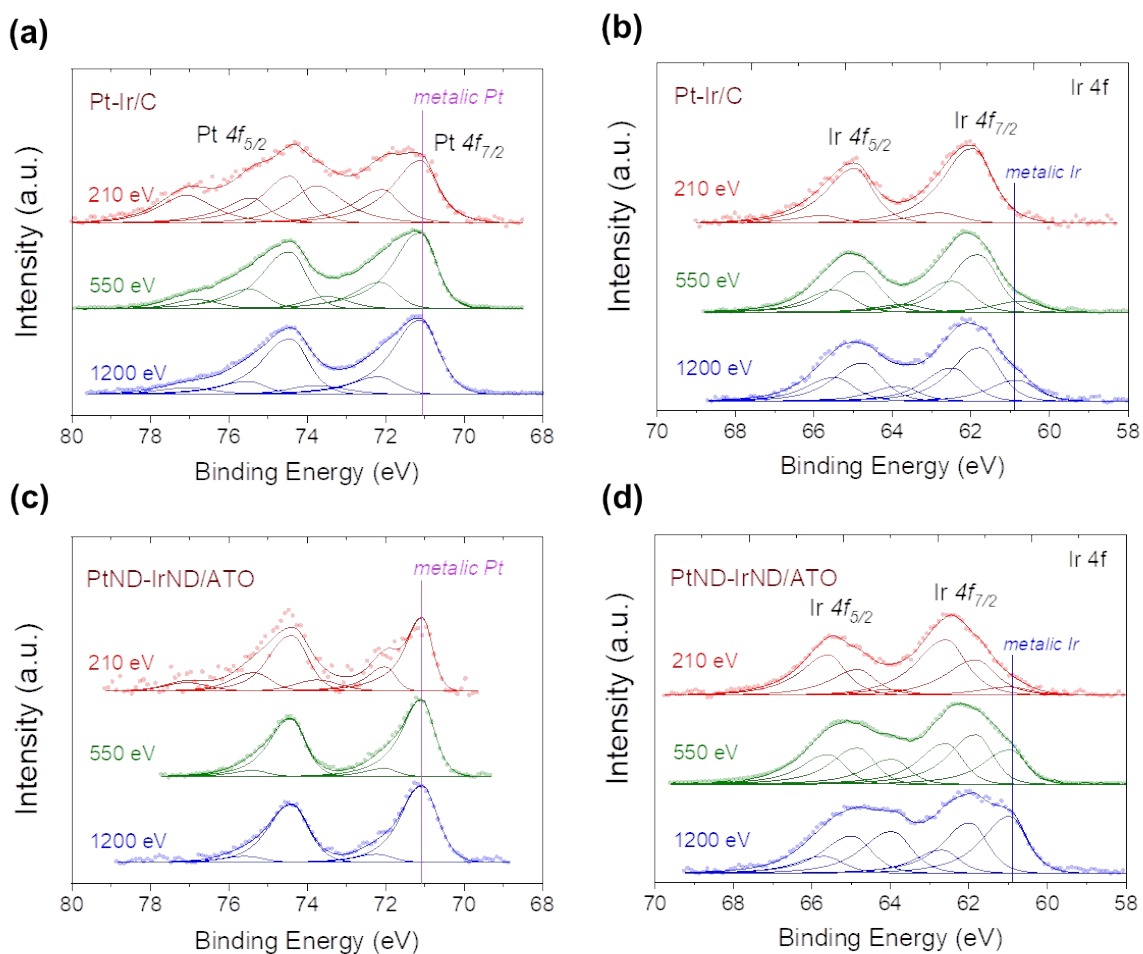 (a)
Pt-Ir/C
metalic Pt
Pt 4f5/2
Pt 4f7/2
210 eV
550 eV
1200 eV
Intensity (a.u.)
80 78 76 74 72 70 68
Binding Energy (eV)
(b)
Pt-Ir/C
Ir 4f
Ir 4f5/2
Ir 4f7/2
metalic Ir
210 eV
550 eV
1200 eV
Intensity (a.u.)
70 68 66 64 62 60 58
Binding Energy (eV)
(c)
PtND-IrND/ATO
metalic Pt
210 eV
550 eV
1200 eV
Intensity (a.u.)
80 78 76 74 72 70 68
Binding Energy (eV)
(d)
PtND-IrND/ATO
Ir 4f
Ir 4f5/2
Ir 4f7/2
metalic Ir
210 eV
550 eV
1200 eV
Intensity (a.u.)
70 68 66 64 62 60 58
Binding Energy (eV)